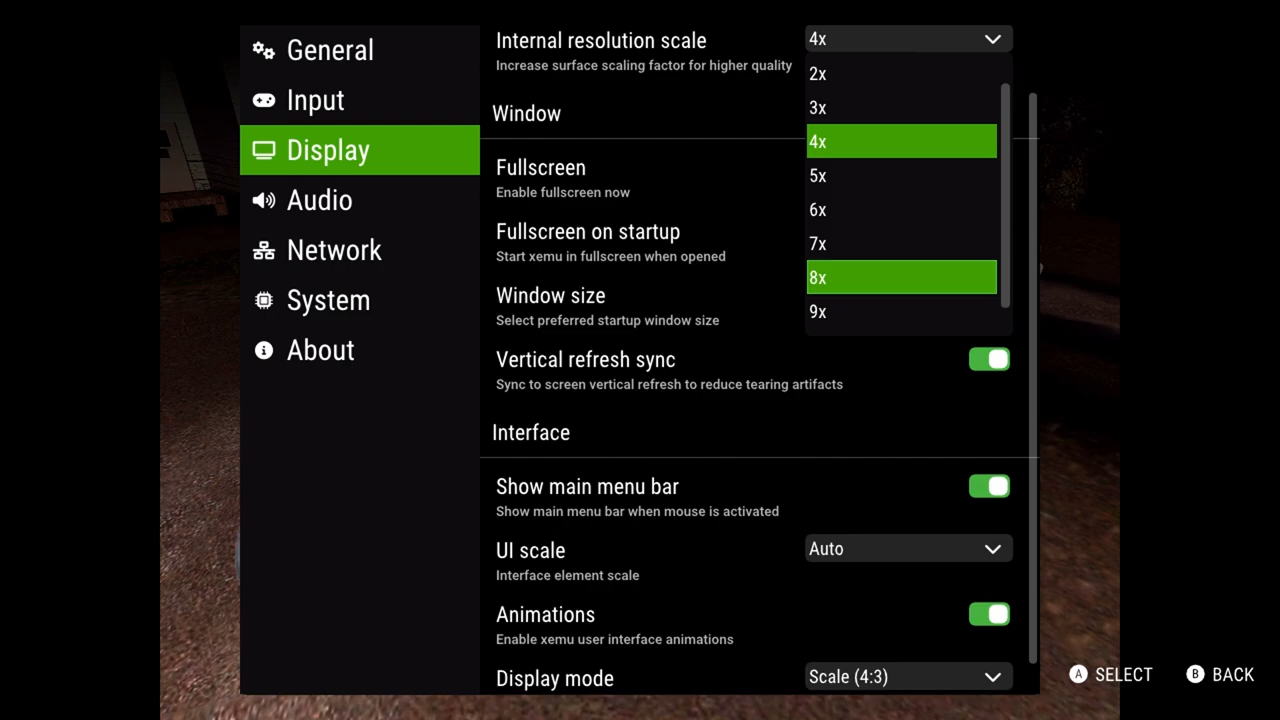 General
Input
Display
Audio
Network
System
About
Internal resolution scale
Increase surface scaling factor for higher quality
4x
2x
3x
4x
5x
6x
7x
8x
9x
Window
Fullscreen
Enable fullscreen now
Fullscreen on startup
Start xemu in fullscreen when opened
Window size
Select preferred startup window size
Vertical refresh sync
Sync to screen vertical refresh to reduce tearing artifacts
Interface
Show main menu bar
Show main menu bar when mouse is activated
UI scale
Auto
Interface element scale
Animations
Enable xemu user interface animations
Display mode
Scale (4:3)
A SELECT
B BACK